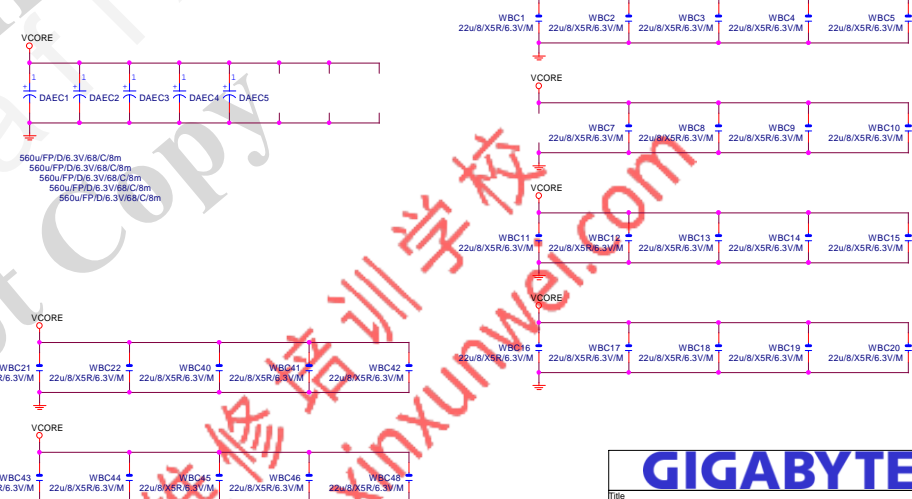 WBC1 WBC2 WBC3 WBC4 WBC5
22u/8/X5R/6.3V/M 22u/8/X5R/6.3V/M 22u/8/X5R/6.3V/M 22u/8/X5R/6.3V/M 22u/8/X5R/6.3V/M
VCORE
1 1 1 1 1
+ + + + +
DAEC1 DAEC2 DAEC3 DAEC4 DAEC5
560u/FP/D/6.3V/68/C/8m
560u/FP/D/6.3V/68/C/8m
560u/FP/D/6.3V/68/C/8m
560u/FP/D/6.3V/68/C/8m
560u/FP/D/6.3V/68/C/8m
VCORE
WBC7 WBC8 WBC9 WBC10
22u/8/X5R/6.3V/M 22u/8/X5R/6.3V/M 22u/8/X5R/6.3V/M 22u/8/X5R/6.3V/M
VCORE
WBC11 WBC12 WBC13 WBC14 WBC15
22u/8/X5R/6.3V/M 22u/8/X5R/6.3V/M 22u/8/X5R/6.3V/M 22u/8/X5R/6.3V/M 22u/8/X5R/6.3V/M
VCORE
WBC16 WBC17 WBC18 WBC19 WBC20
22u/8/X5R/6.3V/M 22u/8/X5R/6.3V/M 22u/8/X5R/6.3V/M 22u/8/X5R/6.3V/M 22u/8/X5R/6.3V/M
VCORE
WBC21 WBC22 WBC40 WBC41 WBC42
R/6.3V/M 22u/8/X5R/6.3V/M 22u/8/X5R/6.3V/M 22u/8/X5R/6.3V/M 22u/8/X5R/6.3V/M
VCORE
WBC43 WBC44 WBC45 WBC46 WBC48
R/6.3V/M 22u/8/X5R/6.3V/M 22u/8/X5R/6.3V/M 22u/8/X5R/6.3V/M 22u/8/X5R/6.3V/M
GIGABYTE
Title
t Copy
维修培训学校
inxunwei.com